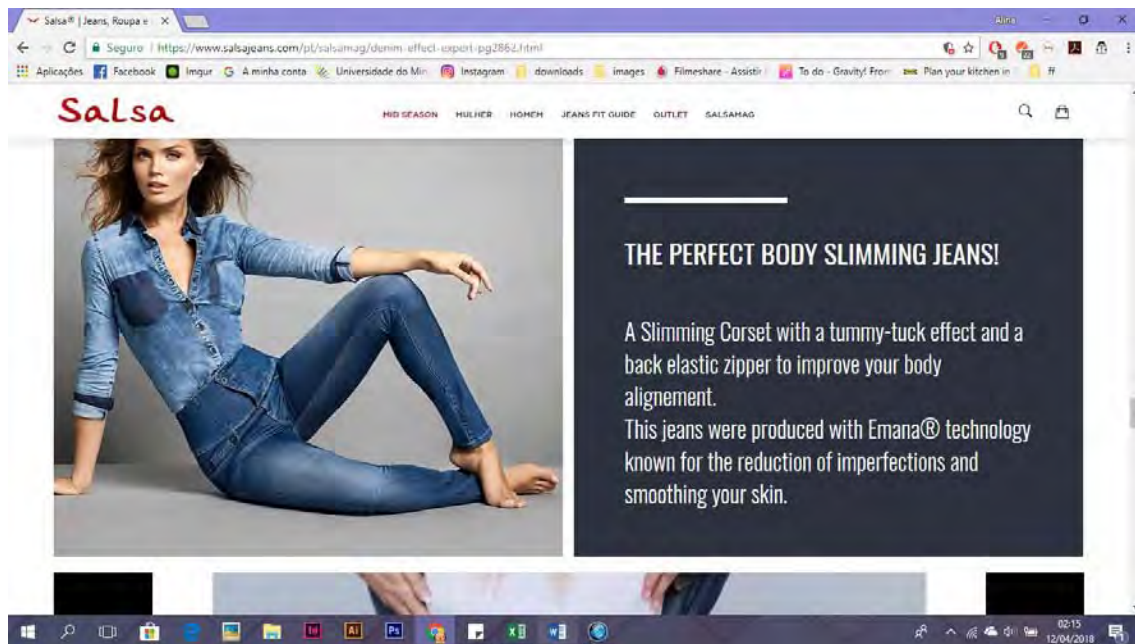 Salsa® | Jeans, Roupa e
Alina
Seguro | https://www.salsajeans.com/pt/salsamag/denim-effect-expert-pg2862.html
Aplicações Facebook Imgur A minha conta Universidade do Min Instagram downloads images Filmeshare - Assistir To do - Gravity! From Plan your kitchen in ff
Salsa
MID SEASON MULHER HOMEM JEANS FIT GUIDE OUTLET SALSAMAG
THE PERFECT BODY SLIMMING JEANS!
A Slimming Corset with a tummy-tuck effect and a
back elastic zipper to improve your body
alignement.
This jeans were produced with Emana® technology
known for the reduction of imperfections and
smoothing your skin.
02:15
12/04/2018